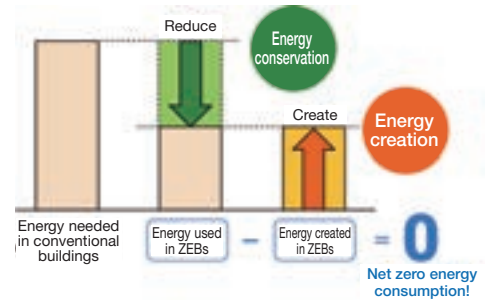 Reduce
Energy
conservation
Create
Energy
creation
Energy needed
in conventional
buildings
Energy used
in ZEBs
−
Energy created
in ZEBs
= 0
Net zero energy
consumption!